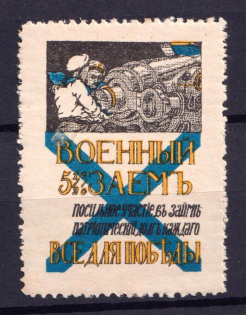 ВОЕННЫЙ
5½% ЗАЕМЪ
ПОСИЛЬНОЕ УЧАСТІЕ ВЪ ЗАЙМѢ
ПАТРІОТИЧЕСКІЙ ДОЛГЪ КАЖДАГО
ВСЕ ДЛЯ ПОБѢДЫ